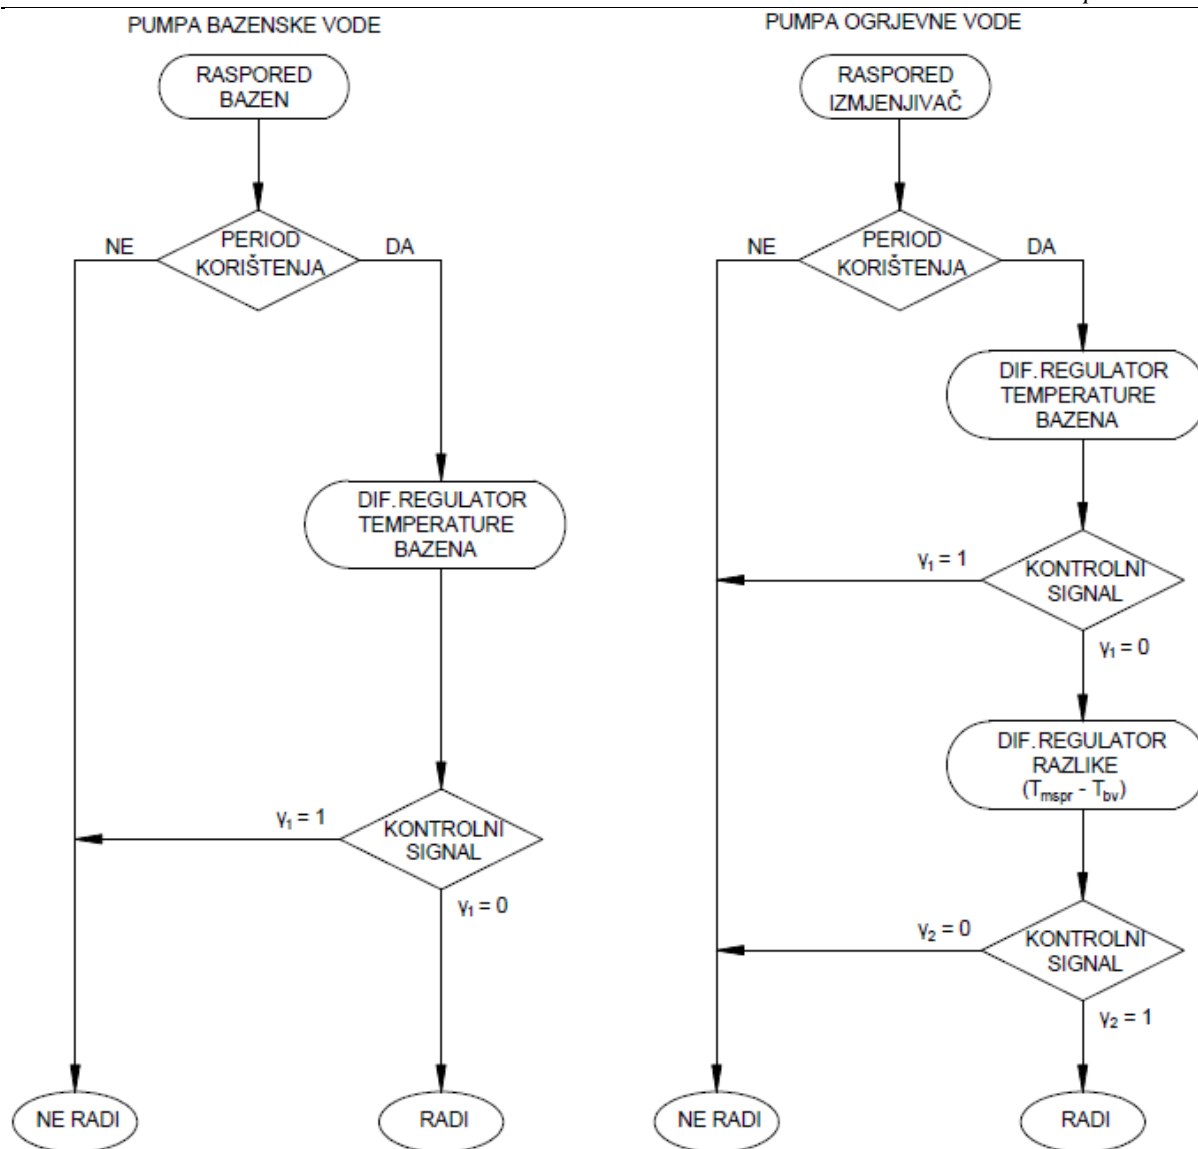 PUMPA BAZENSKE VODE
RASPORED
BAZEN
PERIOD
KORIŠTENJA
NE
DA
DIF.REGULATOR
TEMPERATURE
BAZENA
γ₁ = 1
KONTROLNI
SIGNAL
γ₁ = 0
NE RADI
RADI
PUMPA OGRJEVNE VODE
RASPORED
IZMJENJIVAČ
PERIOD
KORIŠTENJA
NE
DA
DIF.REGULATOR
TEMPERATURE
BAZENA
γ₁ = 1
KONTROLNI
SIGNAL
γ₁ = 0
DIF.REGULATOR
RAZLIKE
(Tmspr - Tbv)
γ₂ = 0
KONTROLNI
SIGNAL
γ₂ = 1
NE RADI
RADI